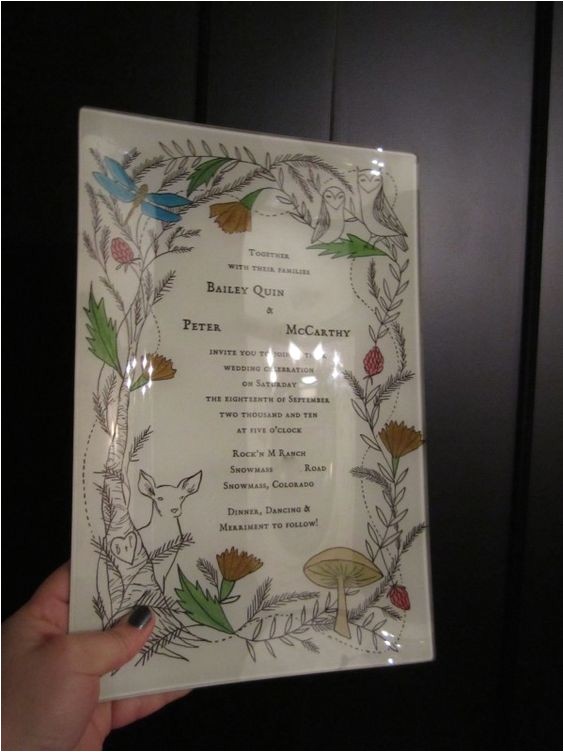 Together
with their families
Bailey Quin
&
Peter McCarthy
invite you to join
wedding celebration
on Saturday
the eighteenth of September
two thousand and ten
at five o'clock
Rock'n M Ranch
Snowmass Road
Snowmass, Colorado
Dinner, Dancing &
Merriment to follow!